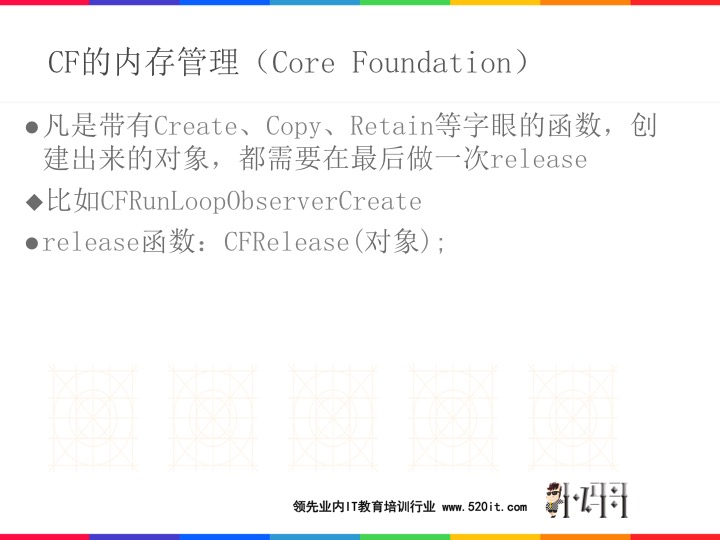 CF的内存管理（Core Foundation）
●凡是带有Create、Copy、Retain等字眼的函数，创
建出来的对象，都需要在最后做一次release
◆比如CFRunLoopObserverCreate
●release函数：CFRelease(对象);
领先业内IT教育培训行业 www.520it.com
小码哥